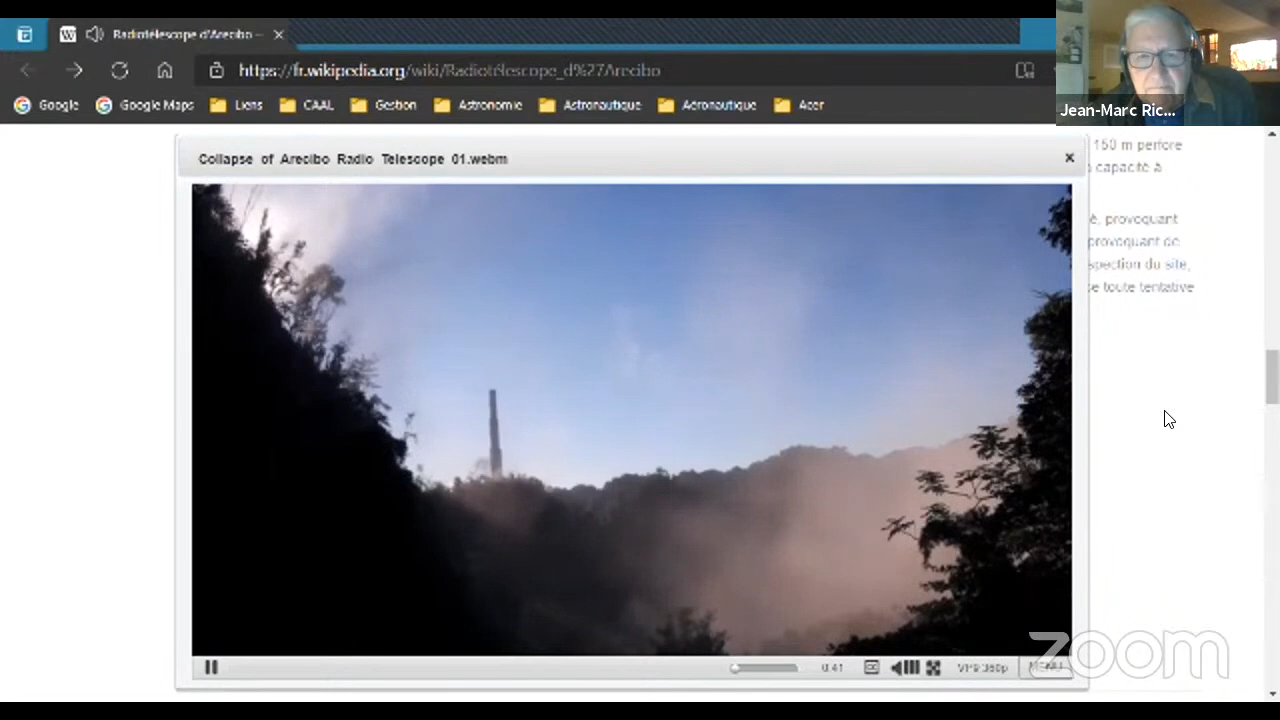 Radiotélescope d'Arecibo —
https://fr.wikipedia.org/wiki/Radiotélescope_d%27Arecibo
Google
Google Maps
Liens
CAAL
Gestion
Astronomie
Astronautique
Aéronautique
Acer
Jean-Marc Ric...
150 m perfore
capacité à
Collapse of Arecibo Radio Telescope 01.webm
provoquant
provoquant de
spection du site,
toute tentative
0:41
VP9 360p
MENU
zoom